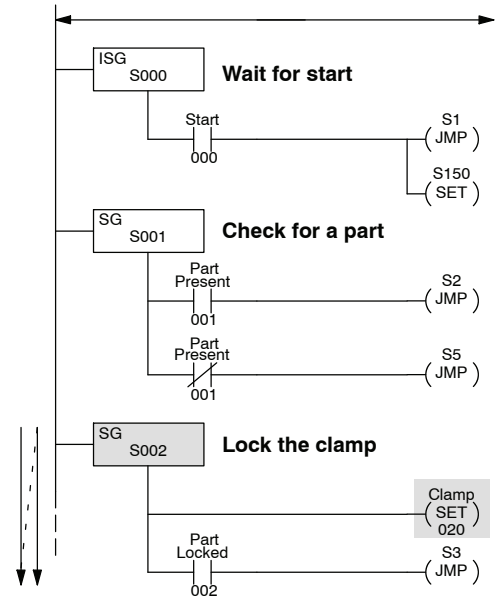 ISG
S000
Wait for start
Start
000
S1
JMP
S150
SET
SG
S001
Check for a part
Part
Present
001
S2
JMP
Part
Present
001
S5
JMP
SG
S002
Lock the clamp
Clamp
SET
020
Part
Locked
002
S3
JMP